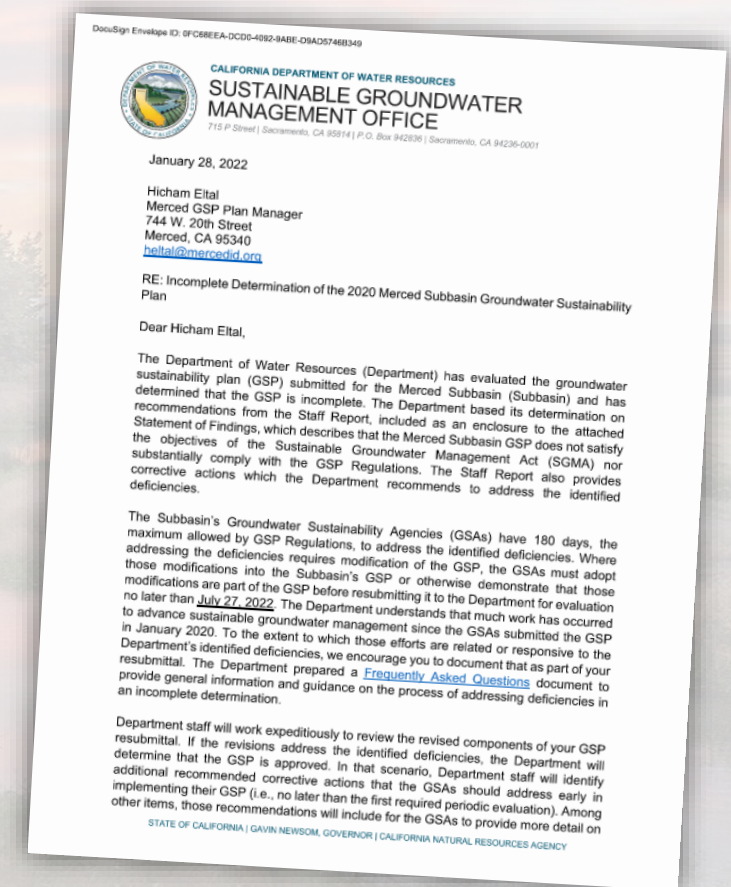 DocuSign Envelope ID: 0FC68EEA-DCD0-4092-9ABE-D9AD5746B349
CALIFORNIA DEPARTMENT OF WATER RESOURCES
SUSTAINABLE GROUNDWATER
MANAGEMENT OFFICE
715 P Street | Sacramento, CA 95814 | P.O. Box 942836 | Sacramento, CA 94236-0001
DEPARTMENT OF WATER RESOURCES
STATE OF CALIFORNIA
January 28, 2022
Hicham Eltal
Merced GSP Plan Manager
744 W. 20th Street
Merced, CA 95340
heltal@mercedid.org
RE: Incomplete Determination of the 2020 Merced Subbasin Groundwater Sustainability
Plan
Dear Hicham Eltal,
The Department of Water Resources (Department) has evaluated the groundwater
sustainability plan (GSP) submitted for the Merced Subbasin (Subbasin) and has
determined that the GSP is incomplete. The Department based its determination on
recommendations from the Staff Report, included as an enclosure to the attached
Statement of Findings, which describes that the Merced Subbasin GSP does not satisfy
the objectives of the Sustainable Groundwater Management Act (SGMA) nor
substantially comply with the GSP Regulations. The Staff Report also provides
corrective actions which the Department recommends to address the identified
deficiencies.
The Subbasin's Groundwater Sustainability Agencies (GSAs) have 180 days, the
maximum allowed by GSP Regulations, to address the identified deficiencies. Where
addressing the deficiencies requires modification of the GSP, the GSAs must adopt
those modifications into the Subbasin's GSP or otherwise demonstrate that those
modifications are part of the GSP before resubmitting it to the Department for evaluation
no later than July 27, 2022. The Department understands that much work has occurred
to advance sustainable groundwater management since the GSAs submitted the GSP
in January 2020. To the extent to which those efforts are related or responsive to the
Department's identified deficiencies, we encourage you to document that as part of your
resubmittal. The Department prepared a Frequently Asked Questions document to
provide general information and guidance on the process of addressing deficiencies in
an incomplete determination.
Department staff will work expeditiously to review the revised components of your GSP
resubmittal. If the revisions address the identified deficiencies, the Department will
determine that the GSP is approved. In that scenario, Department staff will identify
additional recommended corrective actions that the GSAs should address early in
implementing their GSP (i.e., no later than the first required periodic evaluation). Among
other items, those recommendations will include for the GSAs to provide more detail on
STATE OF CALIFORNIA | GAVIN NEWSOM, GOVERNOR | CALIFORNIA NATURAL RESOURCES AGENCY